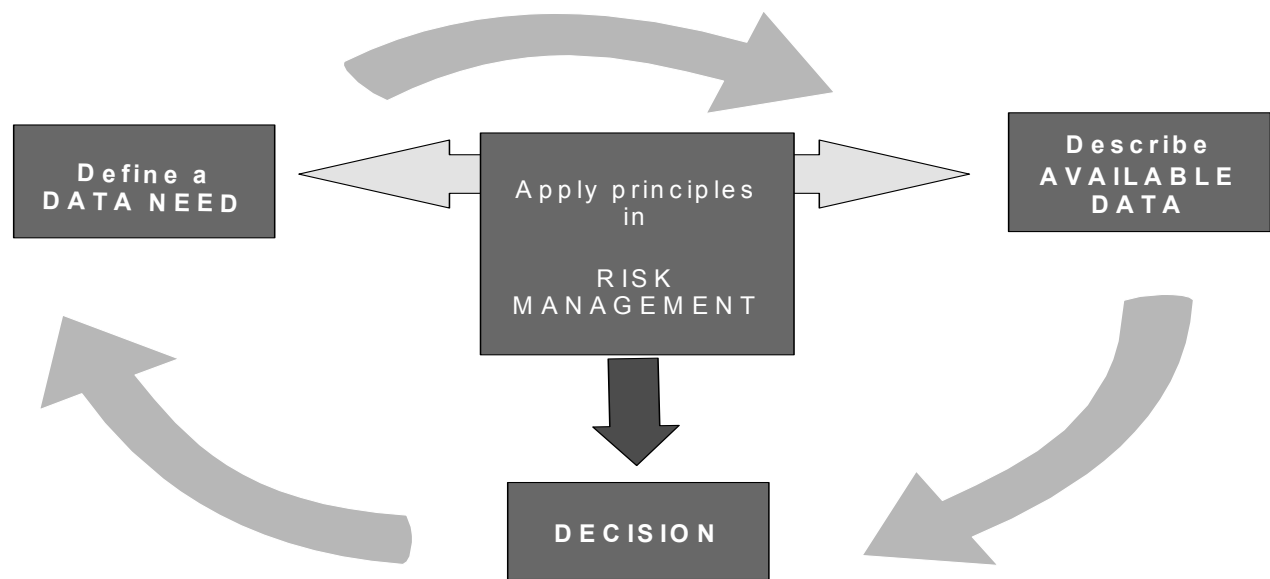 Define a
DATA NEED
Apply principles
in
RISK
MANAGEMENT
Describe
AVAILABLE
DATA
DECISION